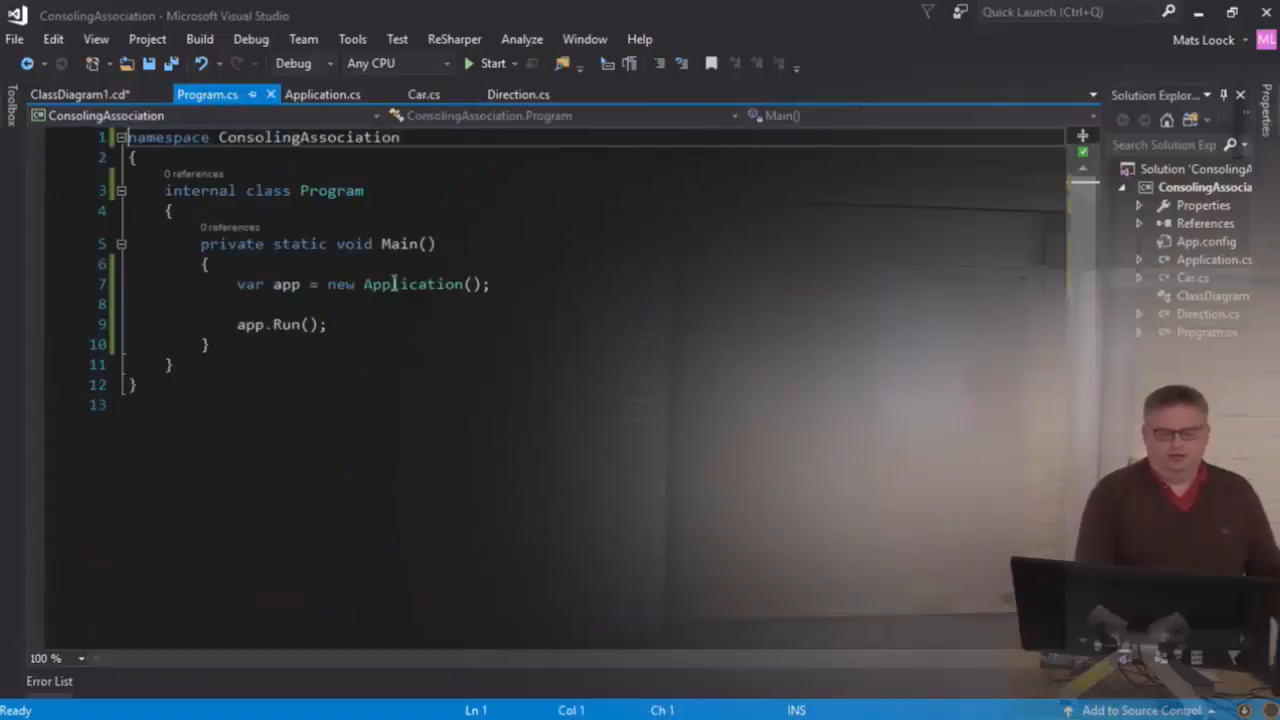 ConsolingAssociation - Microsoft Visual Studio
Quick Launch (Ctrl+Q)
File Edit View Project Build Debug Team Tools Test ReSharper Analyze Window Help
Mats Loock ML
Debug Any CPU Start
Toolbox
ClassDiagram1.cd* Program.cs Application.cs Car.cs Direction.cs
ConsolingAssociation ConsolingAssociation.Program Main()
1 namespace ConsolingAssociation
2 {
0 references
3 internal class Program
4 {
0 references
5 private static void Main()
6 {
7 var app = new Application();
8
9 app.Run();
10 }
11 }
12 }
13
Solution Explor...
Search Solution Exp
Solution 'ConsolingA
ConsolingAssocia
Properties
References
App.config
Application.cs
Car.cs
ClassDiagram
Direction.cs
Program.cs
Properties
100 %
Error List
Ready Ln 1 Col 1 Ch 1 INS Add to Source Control